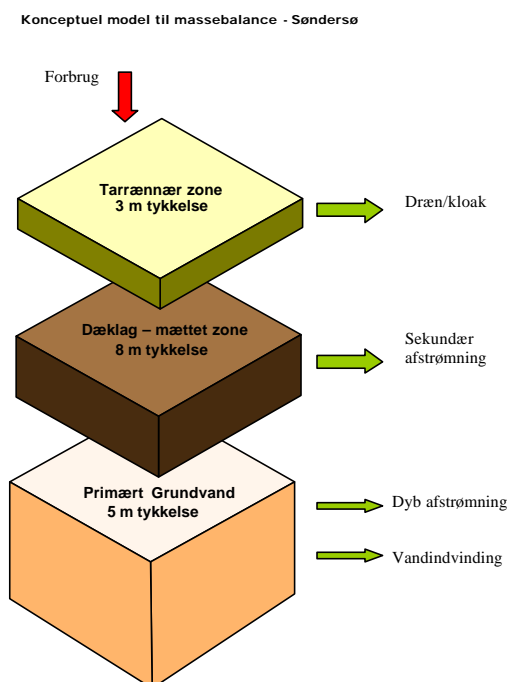 Konceptuel model til massebalance - Søndersø
Forbrug
Tarrænnær zone
3 m tykkelse
Dræn/kloak
Dæklag – mættet zone
8 m tykkelse
Sekundær
afstrømning
Primært Grundvand
5 m tykkelse
Dyb afstrømning
Vandindvinding